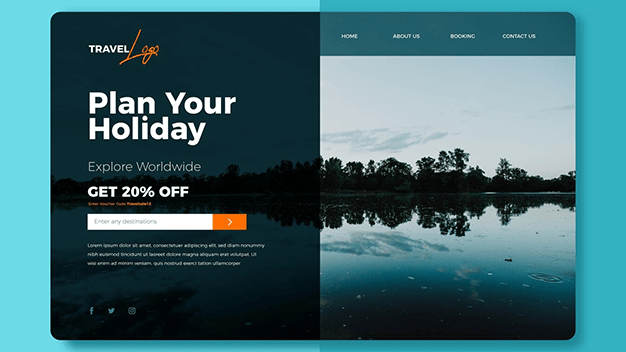 TRAVEL Logo
HOME
ABOUT US
BOOKING
CONTACT US
Plan Your
Holiday
Explore Worldwide
GET 20% OFF
Enter Voucher Code
Enter any destinations
Lorem ipsum dolor sit amet, consectetuer adipiscing elit, sed diam nonummy
nibh euismod tincidunt ut laoreet dolore magna aliquam erat volutpat. Ut
wisi enim ad minim veniam, quis nostrud exerci tation ullamcorper